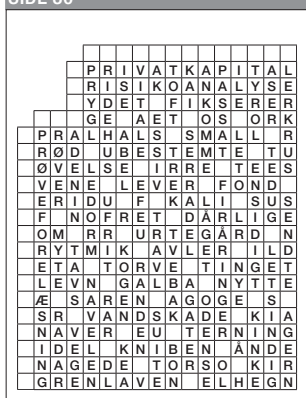 PRIVATKAPITAL
RISIKOANALYSE
YDET FIKSERER
GE AET OS ORK
PRALHALS SMALL R
RØD UBESTEMTE TU
ØVELSE IRRE TEES
VENE LEVER FOND
ERIDU F KALI SUS
F NOFRET DÅRLIGE
OM RR URTEGÅRD N
RYTMIK AVLER ILD
ETA TORVE TINGET
LEVN GALBA NYTTE
Æ SAREN AGOGE S
SR VANDSKADE KIA
NAVER EU TERNING
IDEL KNIBEN ÅNDE
NAGEDE TORSO KIR
GRENLAVEN ELHEGN